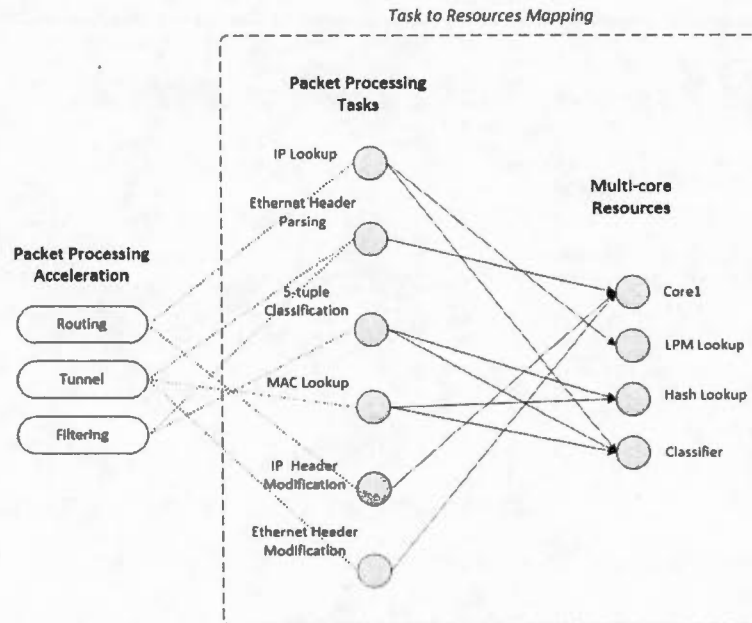 Task to Resources Mapping
Packet Processing
Tasks
IP Lookup
Ethernet Header
Parsing
Multi-core
Resources
Packet Processing
Acceleration
5-tuple
Classification
Core1
Routing
LPM Lookup
Tunnel
MAC Lookup
Hash Lookup
Filtering
Classifier
IP Header
Modification
Ethernet Header
Modification